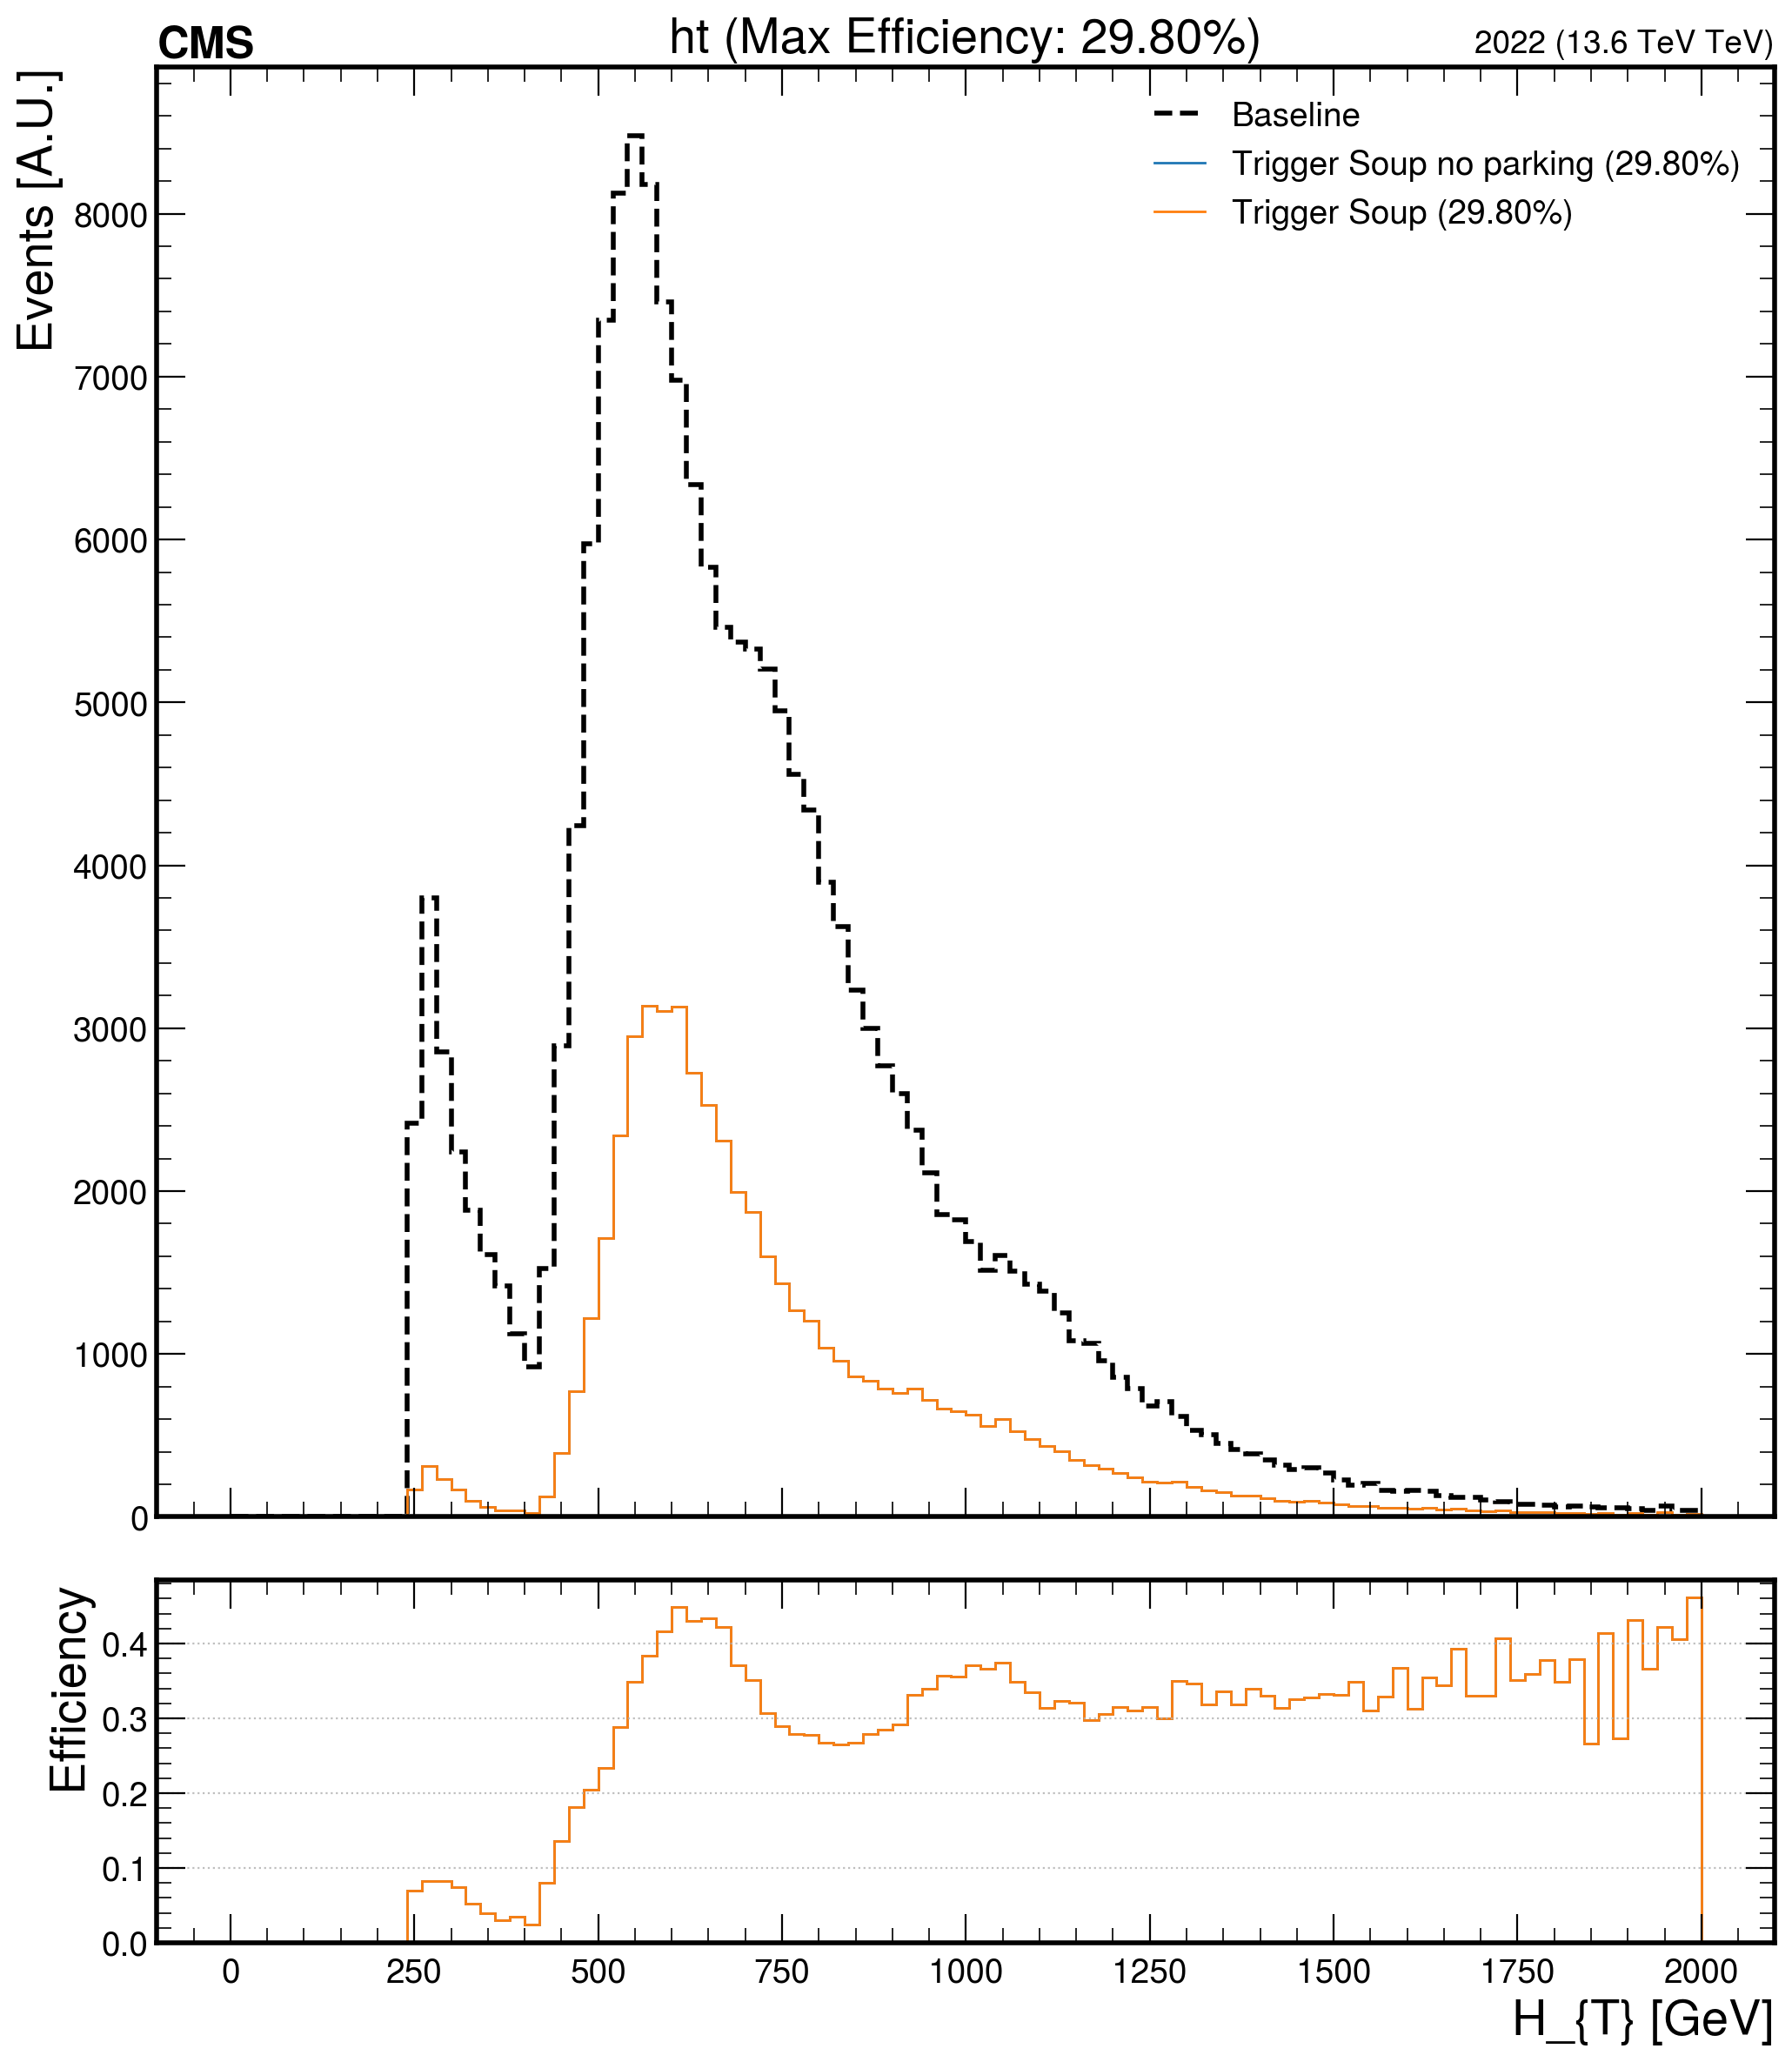 CMS ht (Max Efficiency: 29.80%) 2022 (13.6 TeV TeV)
Events [A.U.]
Baseline
Trigger Soup no parking (29.80%)
Trigger Soup (29.80%)
8000
7000
6000
5000
4000
3000
2000
1000
0
Efficiency
0.4
0.3
0.2
0.1
0.0
0 250 500 750 1000 1250 1500 1750 2000
H_{T} [GeV]